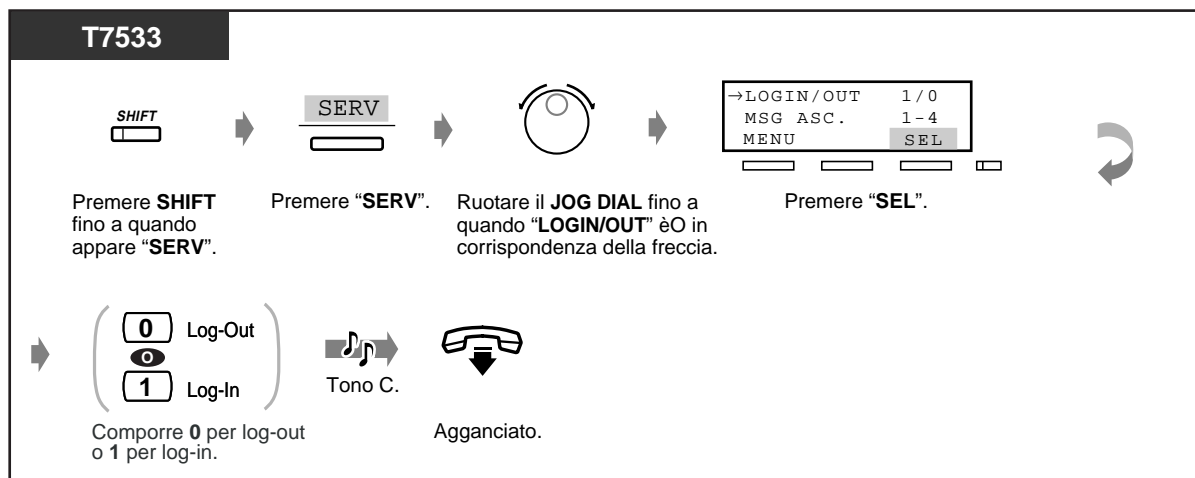 T7533
SHIFT
SERV
→LOGIN/OUT 1/0
MSG ASC. 1-4
MENU SEL
Premere SHIFT
fino a quando
appare “SERV”.
Premere “SERV”.
Ruotare il JOG DIAL fino a
quando “LOGIN/OUT” èO in
corrispondenza della freccia.
Premere “SEL”.
0 Log-Out
O
1 Log-In
Comporre 0 per log-out
o 1 per log-in.
Tono C.
Agganciato.